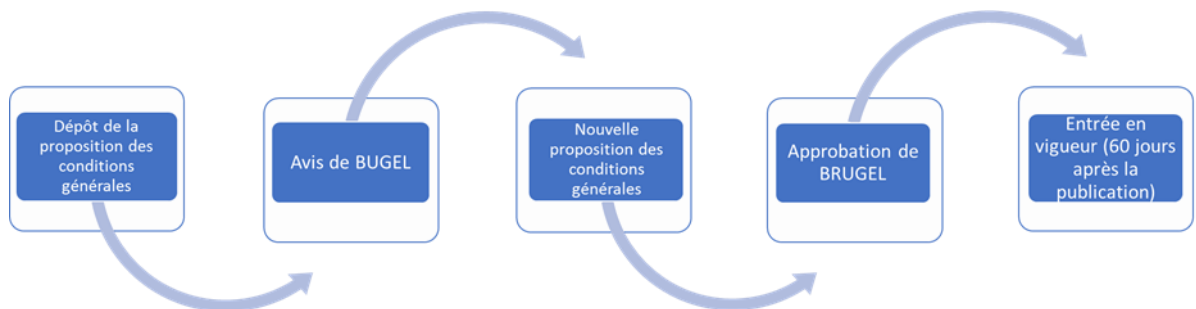 Dépôt de la
proposition des
conditions
générales
Avis de BUGEL
Nouvelle
proposition des
conditions
générales
Approbation de
BRUGEL
Entrée en
vigueur (60 jours
après la
publication)